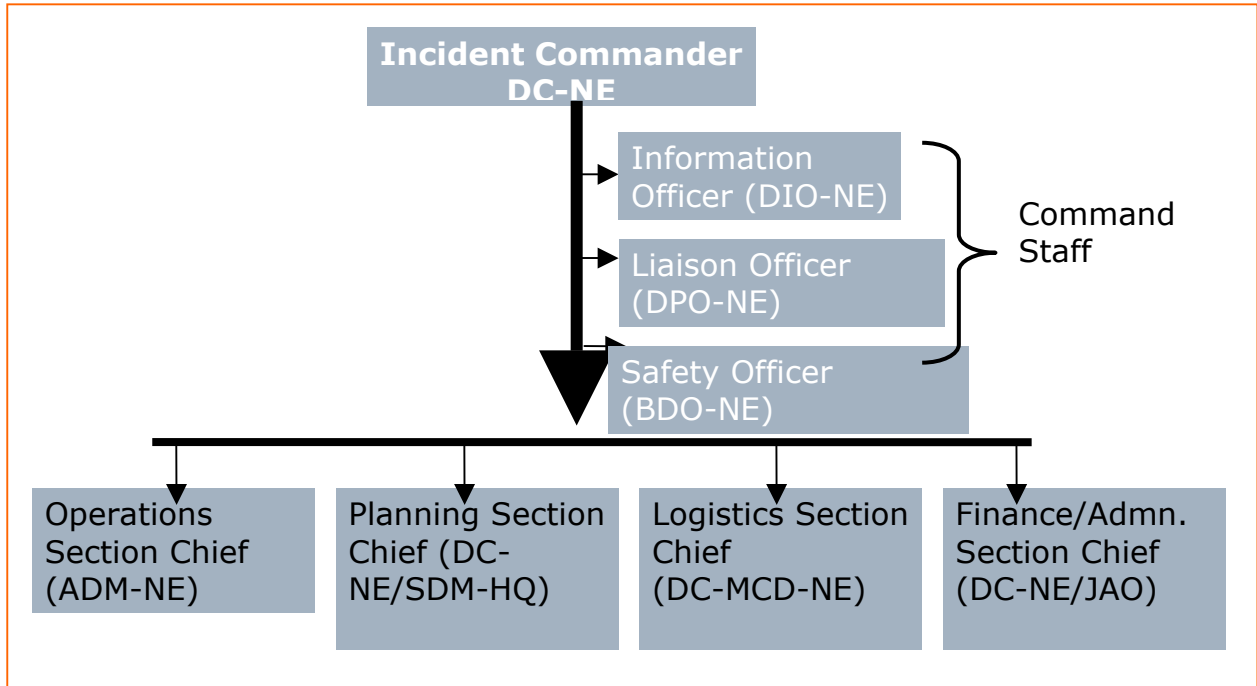 Incident Commander
DC-NE
Information
Officer (DIO-NE)
Liaison Officer
(DPO-NE)
Safety Officer
(BDO-NE)
Command
Staff
Operations
Section Chief
(ADM-NE)
Planning Section
Chief (DC-
NE/SDM-HQ)
Logistics Section
Chief
(DC-MCD-NE)
Finance/Admn.
Section Chief
(DC-NE/JAO)